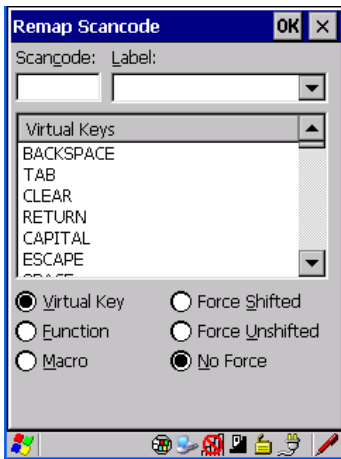 Remap Scancode OK
Scancode: Label:
Virtual Keys
BACKSPACE
TAB
CLEAR
RETURN
CAPITAL
ESCAPE
Virtual Key Force Shifted
Function Force Unshifted
Macro No Force